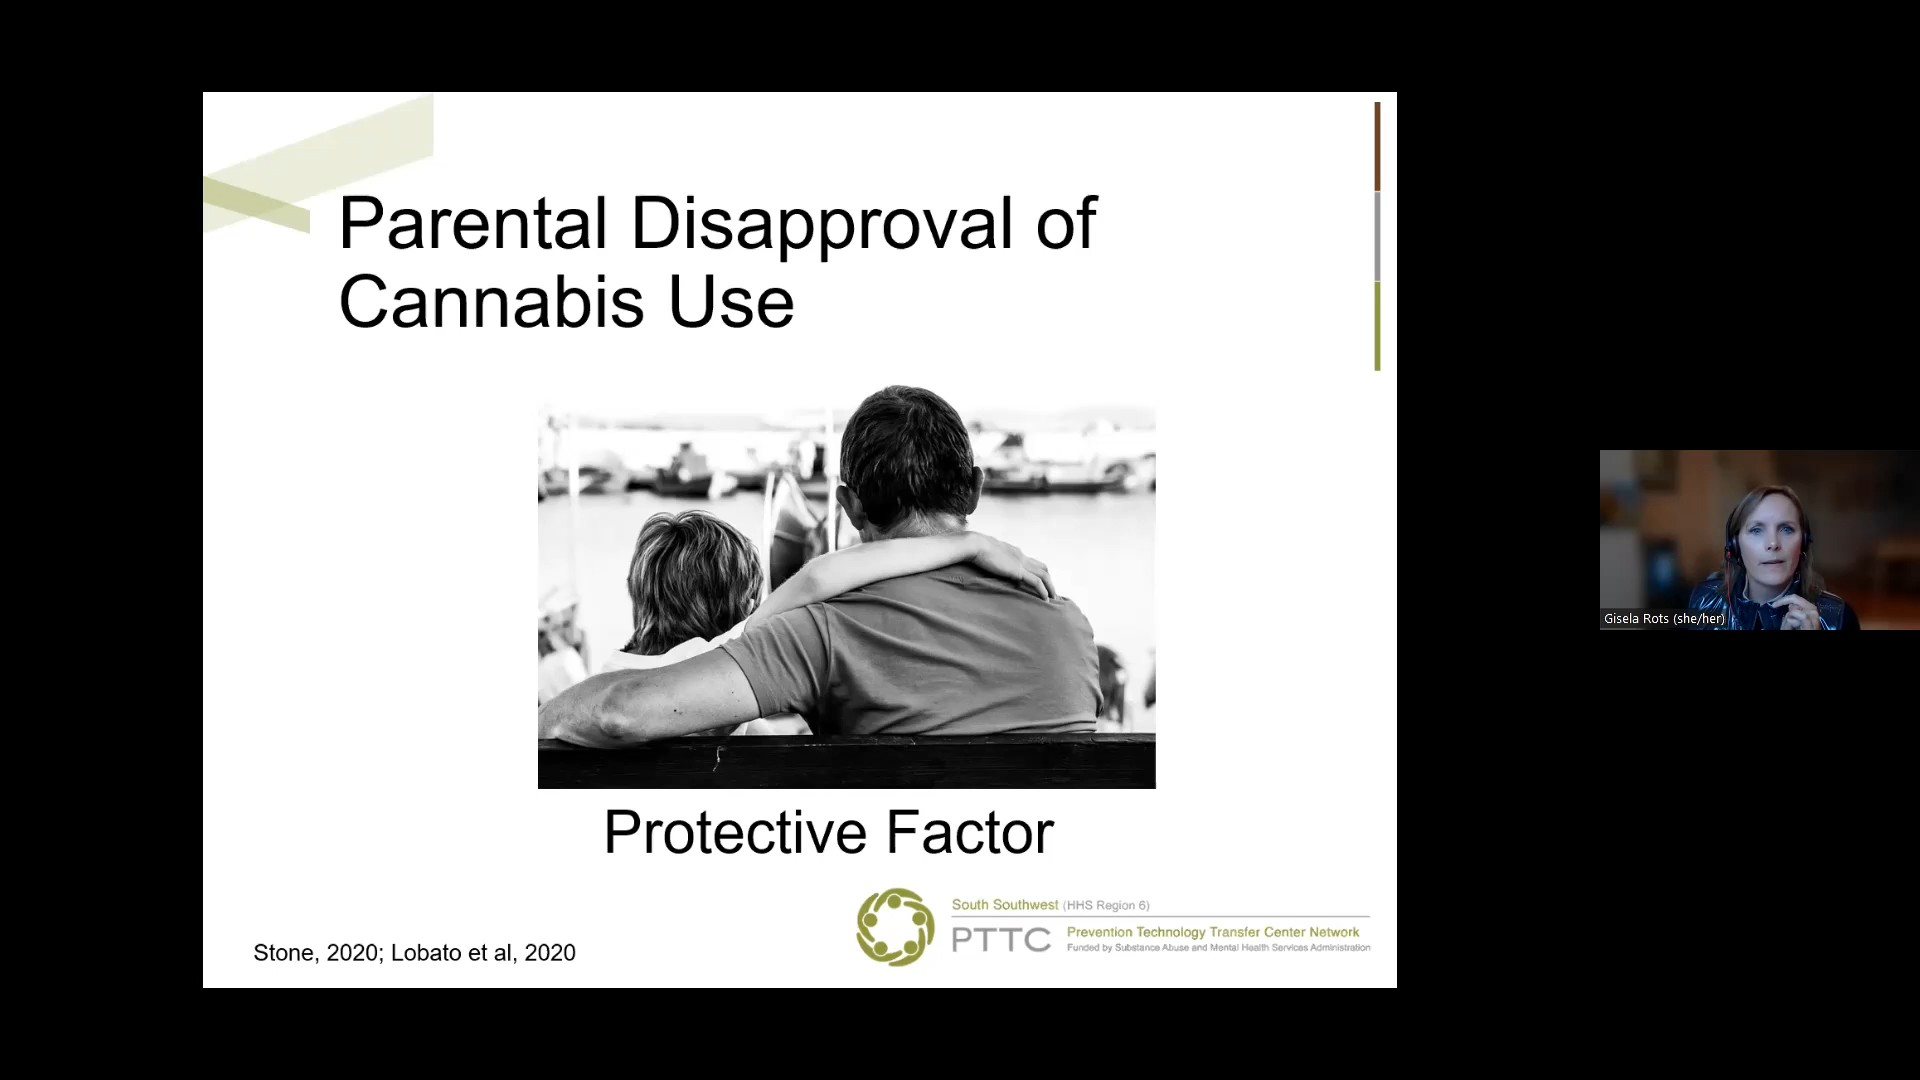 Parental Disapproval of
Cannabis Use
Protective Factor
Stone, 2020; Lobato et al, 2020
South Southwest (HHS Region 6)
PTTC
Prevention Technology Transfer Center Network
Funded by Substance Abuse and Mental Health Services Administration
Gisela Rots (she/her)